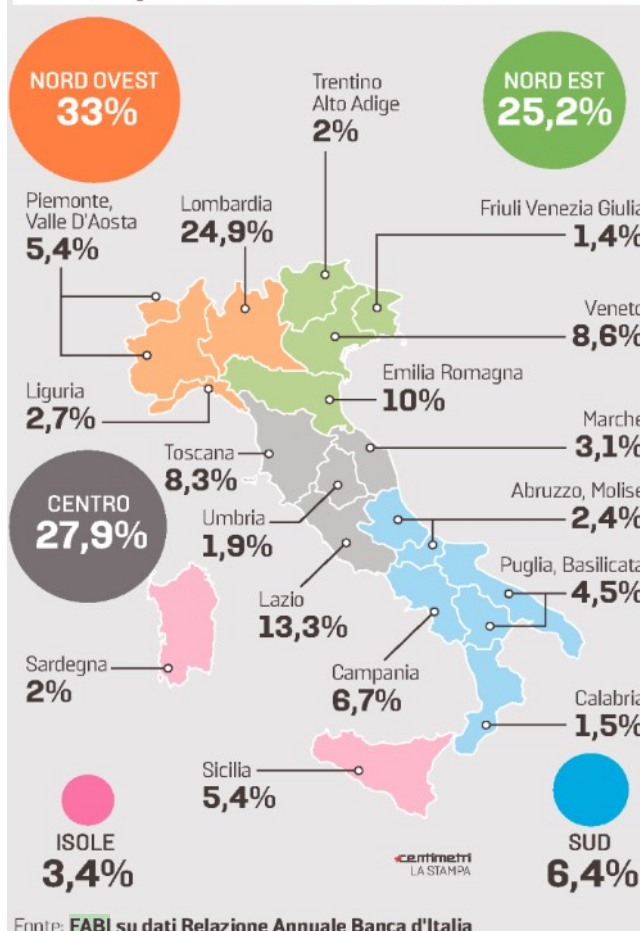 NORD OVEST
33%
Trentino
Alto Adige
2%
NORD EST
25,2%
Piemonte,
Valle D'Aosta
5,4%
Lombardia
24,9%
Friuli Venezia Giulia
1,4%
Veneto
8,6%
Liguria
2,7%
Emilia Romagna
10%
Toscana
8,3%
Marche
3,1%
CENTRO
27,9%
Umbria
1,9%
Abruzzo, Molise
2,4%
Lazio
13,3%
Puglia, Basilicata
4,5%
Sardegna
2%
Campania
6,7%
Calabria
1,5%
Sicilia
5,4%
ISOLE
3,4%
centimetri
LA STAMPA
SUD
6,4%
Fonte: FABI su dati Relazione Annuale Banca d'Italia